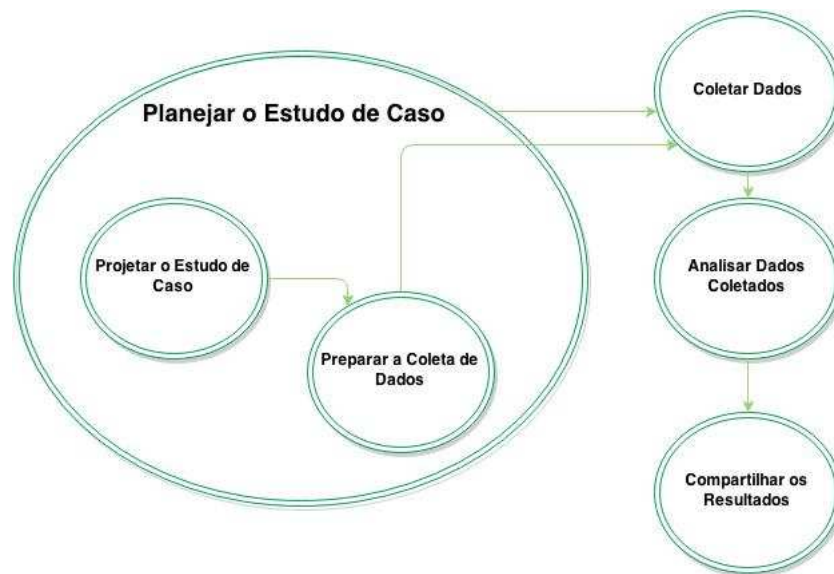 Planejar o Estudo de Caso
Projetar o Estudo de
Caso
Preparar a Coleta de
Dados
Coletar Dados
Analisar Dados
Coletados
Compartilhar os
Resultados